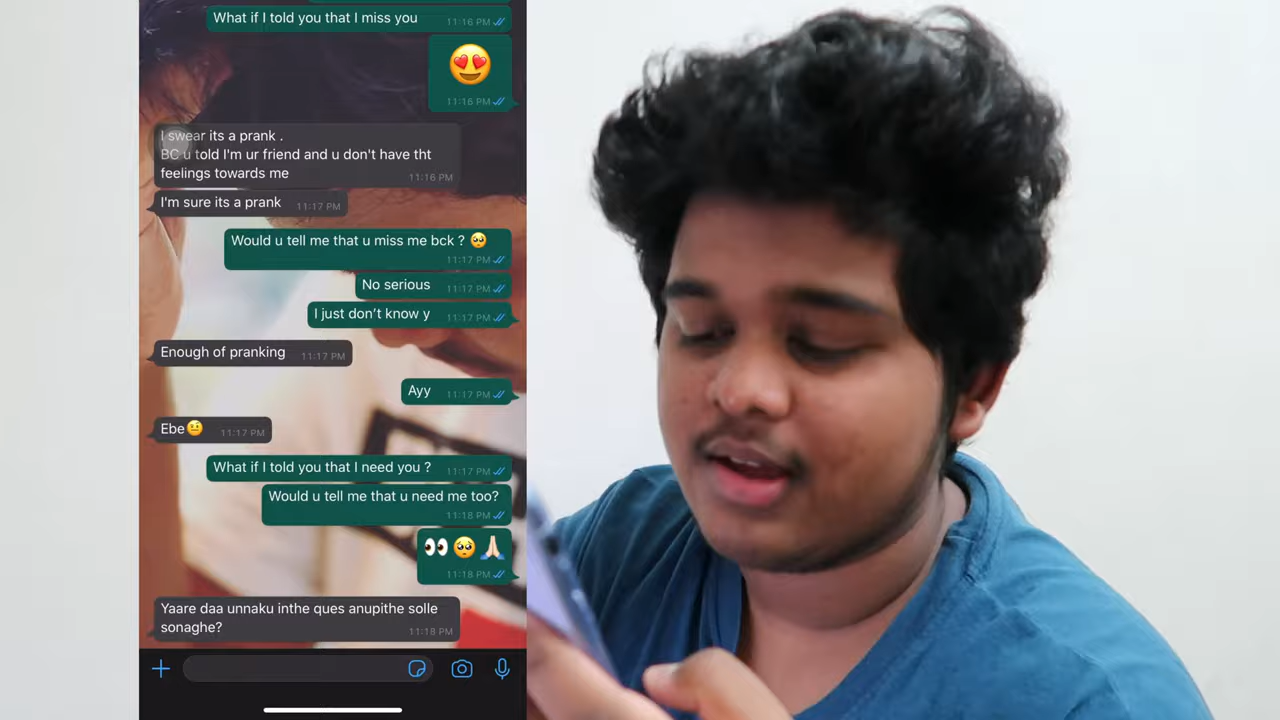 What if I told you that I miss you
11:16 PM
😍
11:16 PM
I swear its a prank .
BC u told I'm ur friend and u don't have tht
feelings towards me
11:16 PM
I'm sure its a prank
11:17 PM
Would u tell me that u miss me bck ? 🥺
11:17 PM
No serious
11:17 PM
I just don't know y
11:17 PM
Enough of pranking
11:17 PM
Ayy
11:17 PM
Ebe🤨
11:17 PM
What if I told you that I need you ?
11:17 PM
Would u tell me that u need me too?
11:18 PM
👀🥺🙏🏻
11:18 PM
Yaare daa unnaku inthe ques anupithe solle
sonaghe?
11:18 PM